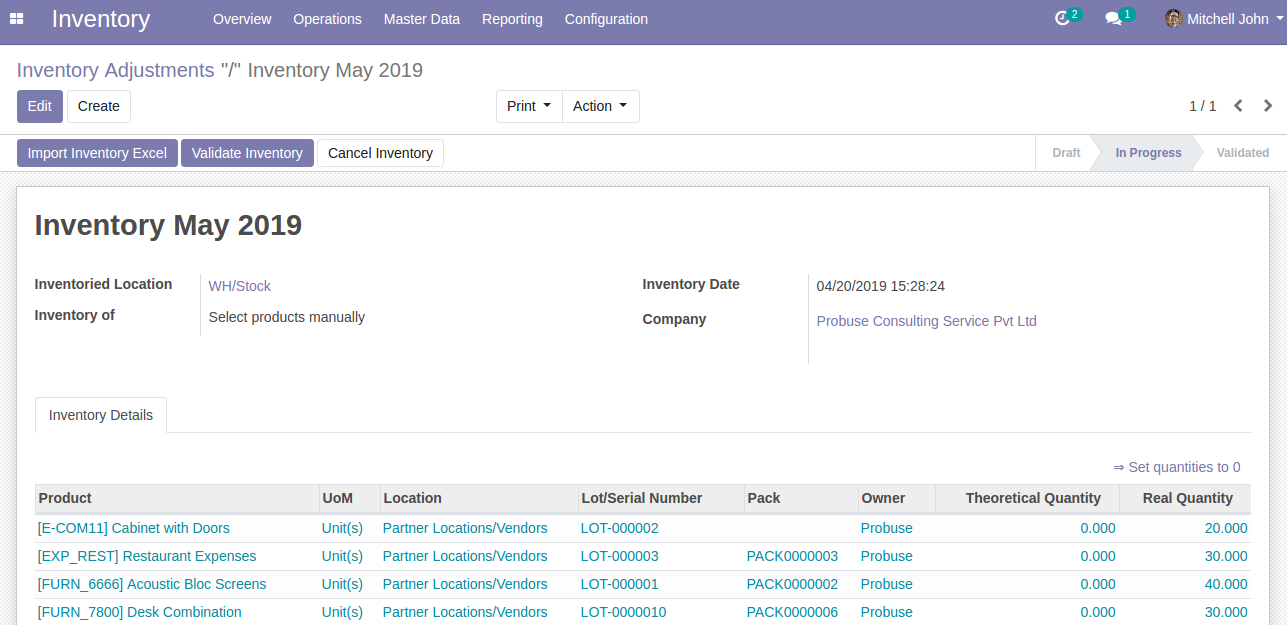 Inventory Overview Operations Master Data Reporting Configuration 2 1 Mitchell John
Inventory Adjustments "/" Inventory May 2019
Edit Create Print Action 1 / 1
Import Inventory Excel Validate Inventory Cancel Inventory Draft In Progress Validated
Inventory May 2019
Inventoried Location WH/Stock Inventory Date 04/20/2019 15:28:24
Inventory of Select products manually Company Probuse Consulting Service Pvt Ltd
Inventory Details
⇒ Set quantities to 0
Product UoM Location Lot/Serial Number Pack Owner Theoretical Quantity Real Quantity
[E-COM11] Cabinet with Doors Unit(s) Partner Locations/Vendors LOT-000002 Probuse 0.000 20.000
[EXP_REST] Restaurant Expenses Unit(s) Partner Locations/Vendors LOT-000003 PACK0000003 Probuse 0.000 30.000
[FURN_6666] Acoustic Bloc Screens Unit(s) Partner Locations/Vendors LOT-000001 PACK0000002 Probuse 0.000 40.000
[FURN_7800] Desk Combination Unit(s) Partner Locations/Vendors LOT-0000010 PACK0000006 Probuse 0.000 30.000